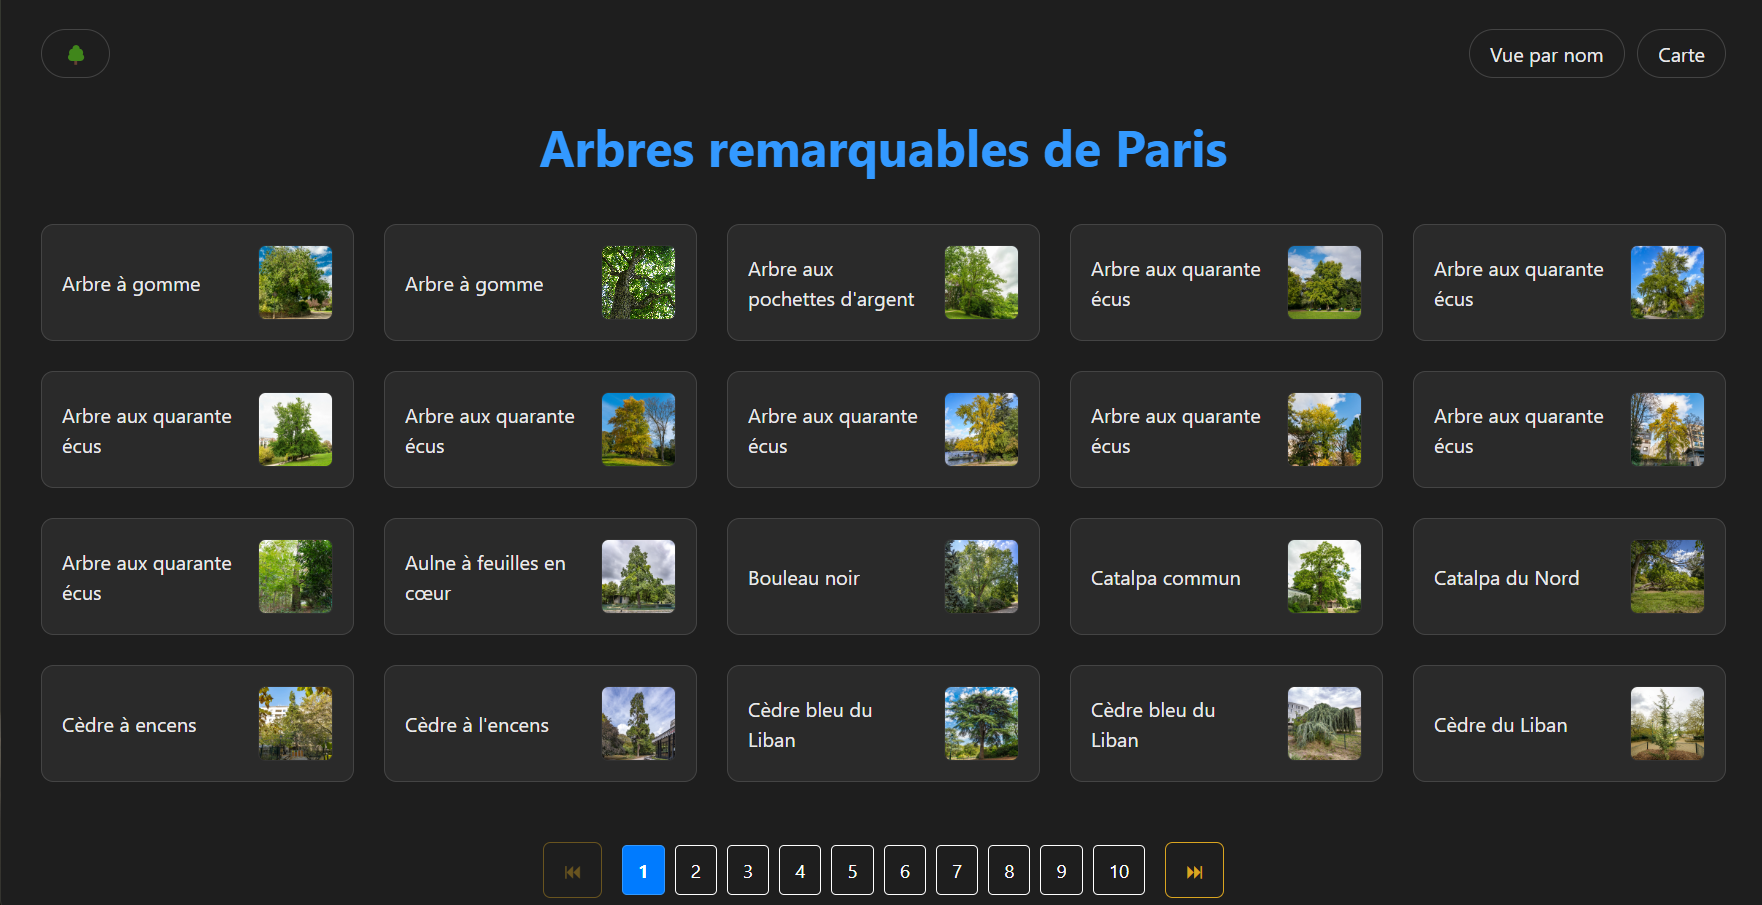 Vue par nom
Carte
Arbres remarquables de Paris
Arbre à gomme
Arbre à gomme
Arbre aux
pochettes d'argent
Arbre aux quarante
écus
Arbre aux quarante
écus
Arbre aux quarante
écus
Arbre aux quarante
écus
Arbre aux quarante
écus
Arbre aux quarante
écus
Arbre aux quarante
écus
Arbre aux quarante
écus
Aulne à feuilles en
cœur
Bouleau noir
Catalpa commun
Catalpa du Nord
Cèdre à encens
Cèdre à l'encens
Cèdre bleu du
Liban
Cèdre bleu du
Liban
Cèdre du Liban
1 2 3 4 5 6 7 8 9 10